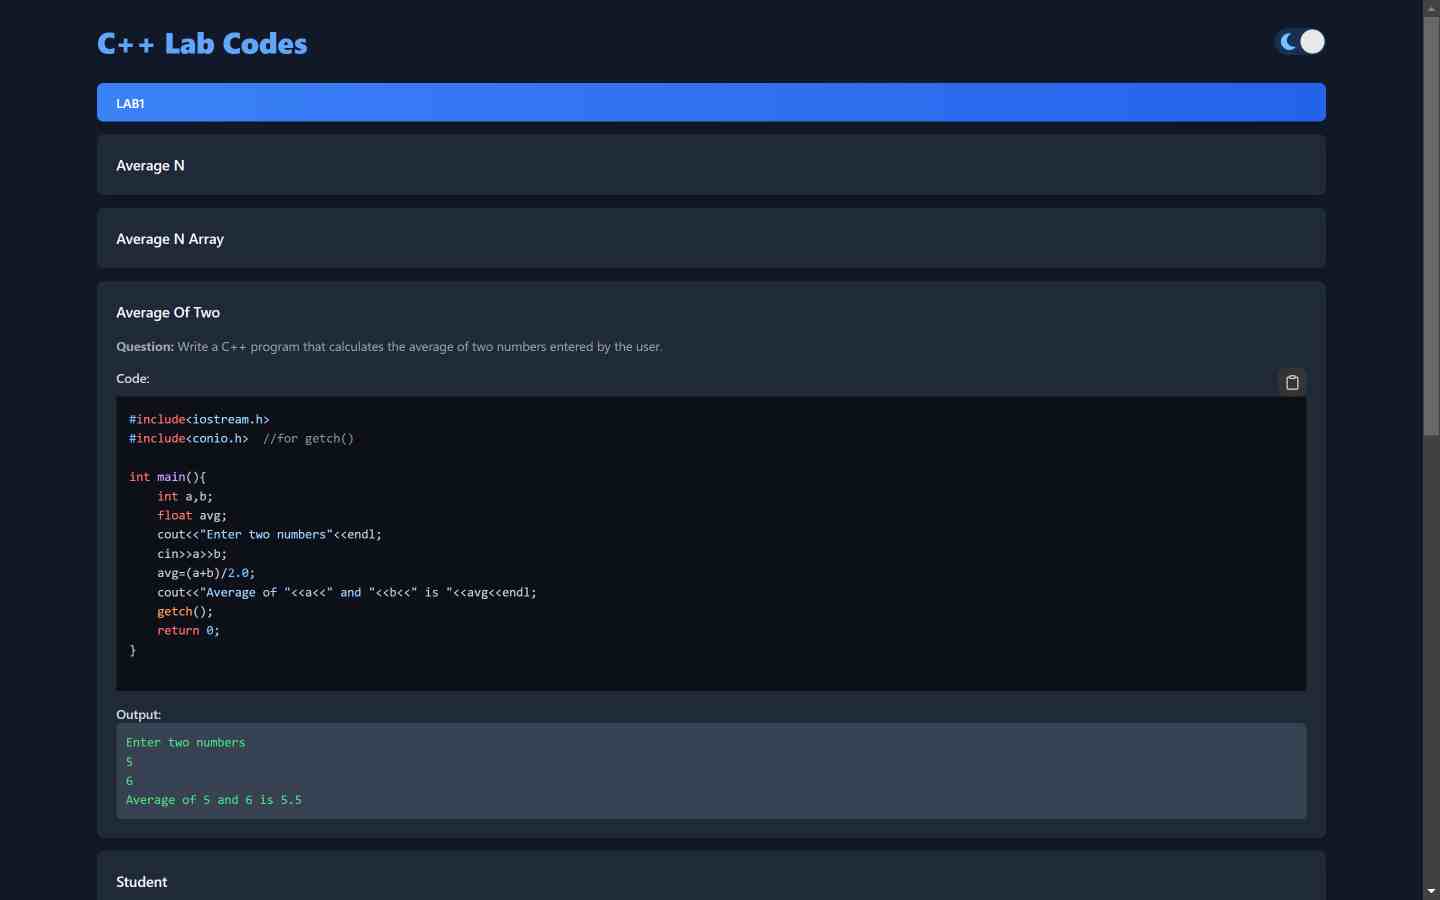 C++ Lab Codes
LAB1
Average N
Average N Array
Average Of Two
Question: Write a C++ program that calculates the average of two numbers entered by the user.
Code:
#include<iostream.h>
#include<conio.h>  //for getch()
int main(){
    int a,b;
    float avg;
    cout<<"Enter two numbers"<<endl;
    cin>>a>>b;
    avg=(a+b)/2.0;
    cout<<"Average of "<<a<<" and "<<b<<" is "<<avg<<endl;
    getch();
    return 0;
}
Output:
Enter two numbers
5
6
Average of 5 and 6 is 5.5
Student